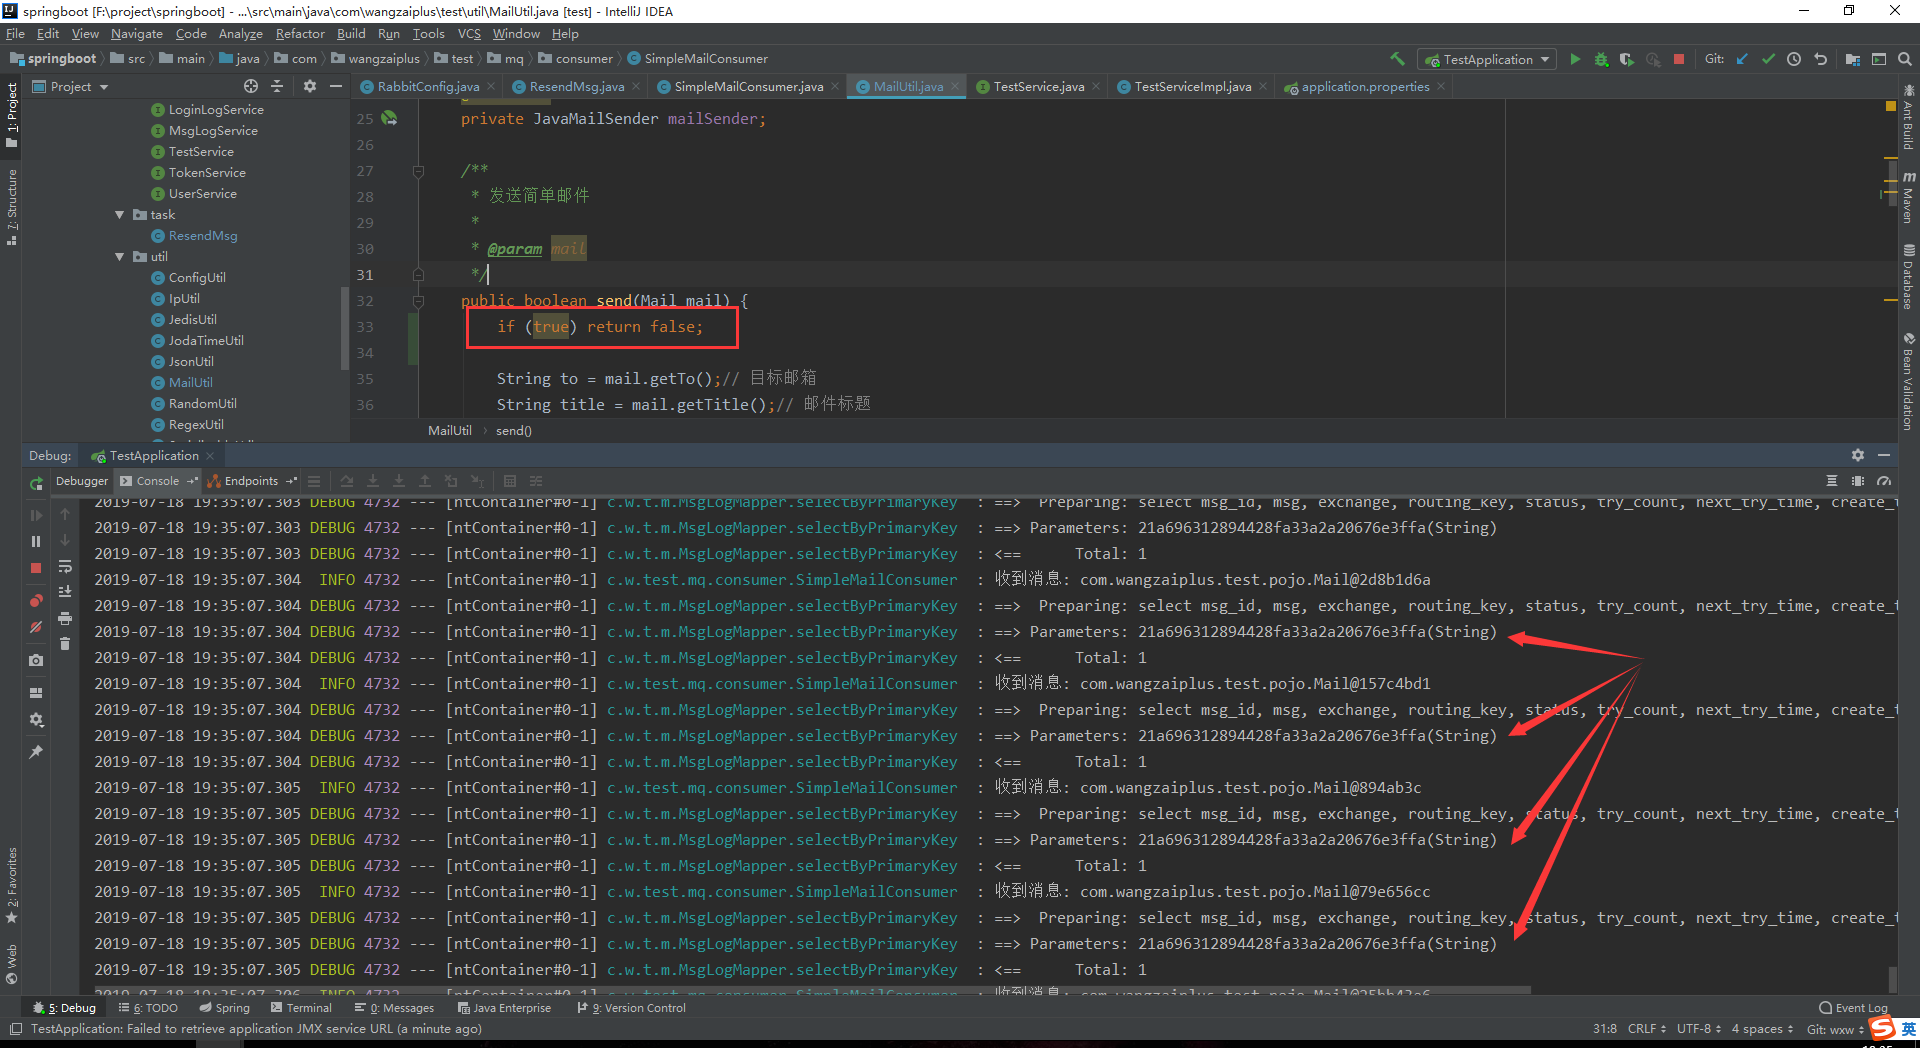 springboot [F:\project\springboot] - ...\src\main\java\com\wangzaiplus\test\util\MailUtil.java [test] - IntelliJ IDEA
File Edit View Navigate Code Analyze Refactor Build Run Tools VCS Window Help
springboot src main java com wangzaiplus test mq consumer SimpleMailConsumer TestApplication Git:
Project RabbitConfig.java ResendMsg.java SimpleMailConsumer.java MailUtil.java TestService.java TestServiceImpl.java application.properties
1: Project
7: Structure
2: Favorites
Web
LoginLogService
MsgLogService
TestService
TokenService
UserService
task
ResendMsg
util
ConfigUtil
IpUtil
JedisUtil
JodaTimeUtil
JsonUtil
MailUtil
RandomUtil
RegexUtil
25 private JavaMailSender mailSender;
26
27 /**
28 * 发送简单邮件
29 *
30 * @param mail
31 */
32 public boolean send(Mail mail) {
33 if (true) return false;
34
35 String to = mail.getTo();// 目标邮箱
36 String title = mail.getTitle();// 邮件标题
MailUtil send()
Ant Build
Maven
Database
Bean Validation
Debug: TestApplication
Debugger Console Endpoints
2019-07-18 19:35:07.303 DEBUG 4732 --- [ntContainer#0-1] c.w.t.m.MsgLogMapper.selectByPrimaryKey : ==> Preparing: select msg_id, msg, exchange, routing_key, status, try_count, next_try_time, create_t
2019-07-18 19:35:07.303 DEBUG 4732 --- [ntContainer#0-1] c.w.t.m.MsgLogMapper.selectByPrimaryKey : ==> Parameters: 21a696312894428fa33a2a20676e3ffa(String)
2019-07-18 19:35:07.303 DEBUG 4732 --- [ntContainer#0-1] c.w.t.m.MsgLogMapper.selectByPrimaryKey : <== Total: 1
2019-07-18 19:35:07.304 INFO 4732 --- [ntContainer#0-1] c.w.test.mq.consumer.SimpleMailConsumer : 收到消息: com.wangzaiplus.test.pojo.Mail@2d8b1d6a
2019-07-18 19:35:07.304 DEBUG 4732 --- [ntContainer#0-1] c.w.t.m.MsgLogMapper.selectByPrimaryKey : ==> Preparing: select msg_id, msg, exchange, routing_key, status, try_count, next_try_time, create_t
2019-07-18 19:35:07.304 DEBUG 4732 --- [ntContainer#0-1] c.w.t.m.MsgLogMapper.selectByPrimaryKey : ==> Parameters: 21a696312894428fa33a2a20676e3ffa(String)
2019-07-18 19:35:07.304 DEBUG 4732 --- [ntContainer#0-1] c.w.t.m.MsgLogMapper.selectByPrimaryKey : <== Total: 1
2019-07-18 19:35:07.304 INFO 4732 --- [ntContainer#0-1] c.w.test.mq.consumer.SimpleMailConsumer : 收到消息: com.wangzaiplus.test.pojo.Mail@157c4bd1
2019-07-18 19:35:07.304 DEBUG 4732 --- [ntContainer#0-1] c.w.t.m.MsgLogMapper.selectByPrimaryKey : ==> Preparing: select msg_id, msg, exchange, routing_key, status, try_count, next_try_time, create_t
2019-07-18 19:35:07.304 DEBUG 4732 --- [ntContainer#0-1] c.w.t.m.MsgLogMapper.selectByPrimaryKey : ==> Parameters: 21a696312894428fa33a2a20676e3ffa(String)
2019-07-18 19:35:07.304 DEBUG 4732 --- [ntContainer#0-1] c.w.t.m.MsgLogMapper.selectByPrimaryKey : <== Total: 1
2019-07-18 19:35:07.305 INFO 4732 --- [ntContainer#0-1] c.w.test.mq.consumer.SimpleMailConsumer : 收到消息: com.wangzaiplus.test.pojo.Mail@894ab3c
2019-07-18 19:35:07.305 DEBUG 4732 --- [ntContainer#0-1] c.w.t.m.MsgLogMapper.selectByPrimaryKey : ==> Preparing: select msg_id, msg, exchange, routing_key, status, try_count, next_try_time, create_t
2019-07-18 19:35:07.305 DEBUG 4732 --- [ntContainer#0-1] c.w.t.m.MsgLogMapper.selectByPrimaryKey : ==> Parameters: 21a696312894428fa33a2a20676e3ffa(String)
2019-07-18 19:35:07.305 DEBUG 4732 --- [ntContainer#0-1] c.w.t.m.MsgLogMapper.selectByPrimaryKey : <== Total: 1
2019-07-18 19:35:07.305 INFO 4732 --- [ntContainer#0-1] c.w.test.mq.consumer.SimpleMailConsumer : 收到消息: com.wangzaiplus.test.pojo.Mail@79e656cc
2019-07-18 19:35:07.305 DEBUG 4732 --- [ntContainer#0-1] c.w.t.m.MsgLogMapper.selectByPrimaryKey : ==> Preparing: select msg_id, msg, exchange, routing_key, status, try_count, next_try_time, create_t
2019-07-18 19:35:07.305 DEBUG 4732 --- [ntContainer#0-1] c.w.t.m.MsgLogMapper.selectByPrimaryKey : ==> Parameters: 21a696312894428fa33a2a20676e3ffa(String)
2019-07-18 19:35:07.305 DEBUG 4732 --- [ntContainer#0-1] c.w.t.m.MsgLogMapper.selectByPrimaryKey : <== Total: 1
5: Debug 6: TODO Spring Terminal 0: Messages Java Enterprise 9: Version Control Event Log
TestApplication: Failed to retrieve application JMX service URL (a minute ago) 31:8 CRLF UTF-8 4 spaces Git: wxw 英